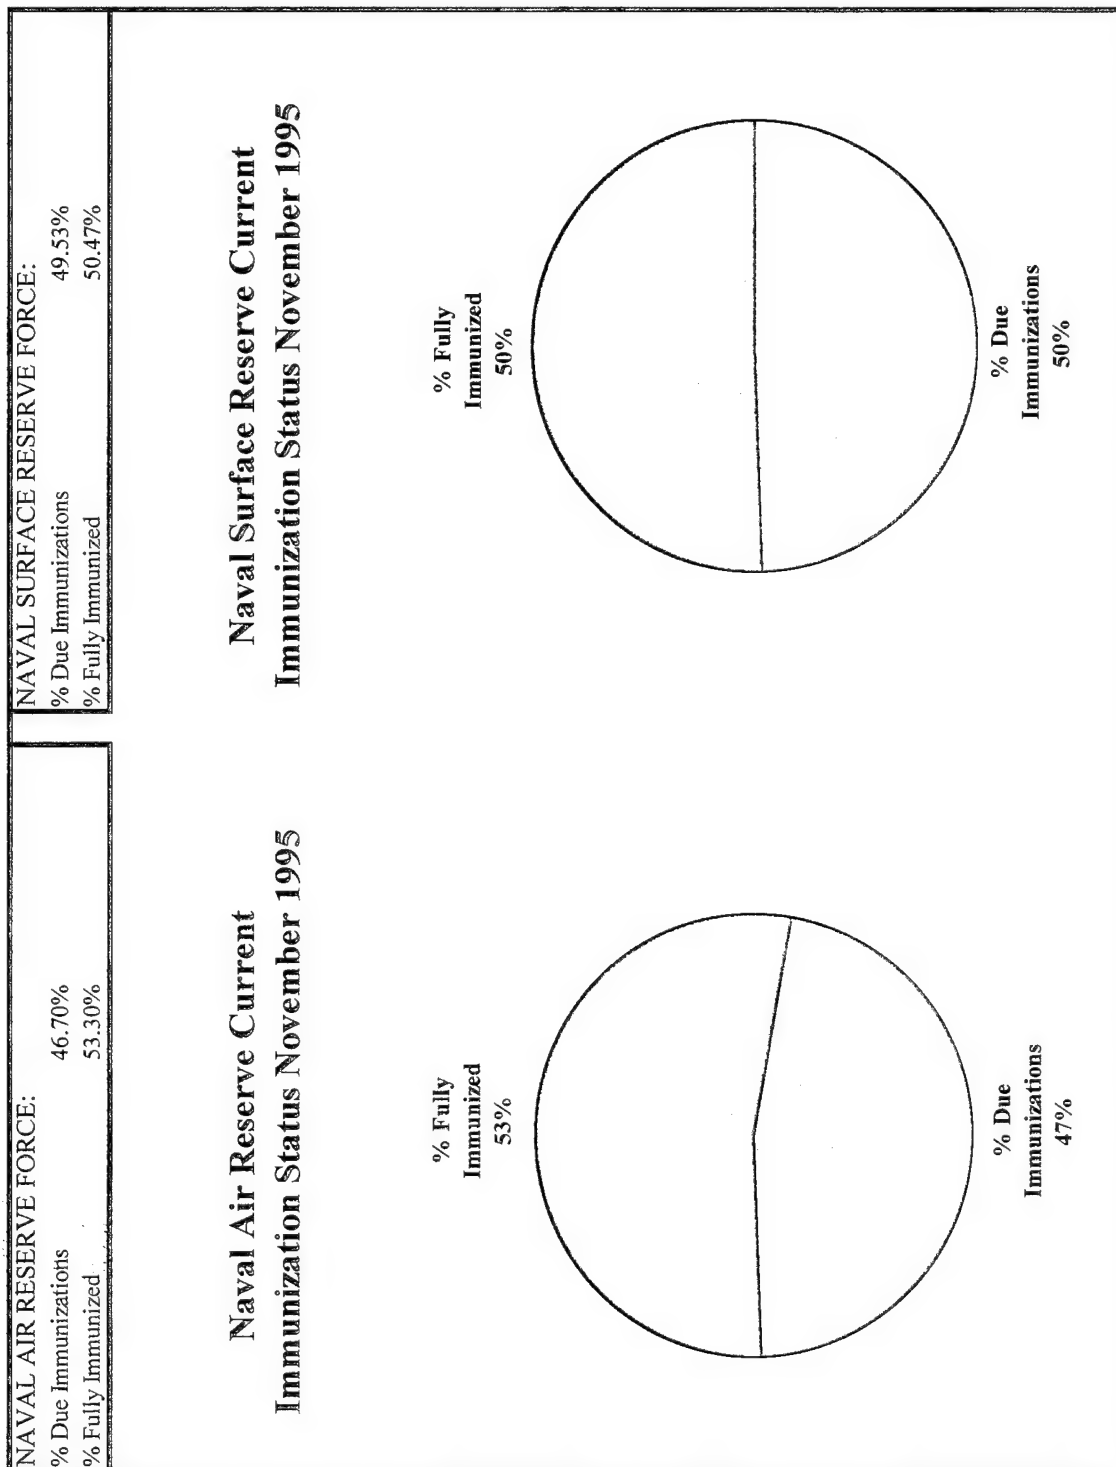 NAVAL AIR RESERVE FORCE:
% Due Immunizations 46.70%
% Fully Immunized 53.30%
NAVAL SURFACE RESERVE FORCE:
% Due Immunizations 49.53%
% Fully Immunized 50.47%
Naval Air Reserve Current
Immunization Status November 1995
% Fully
Immunized
53%
% Due
Immunizations
47%
Naval Surface Reserve Current
Immunization Status November 1995
% Fully
Immunized
50%
% Due
Immunizations
50%